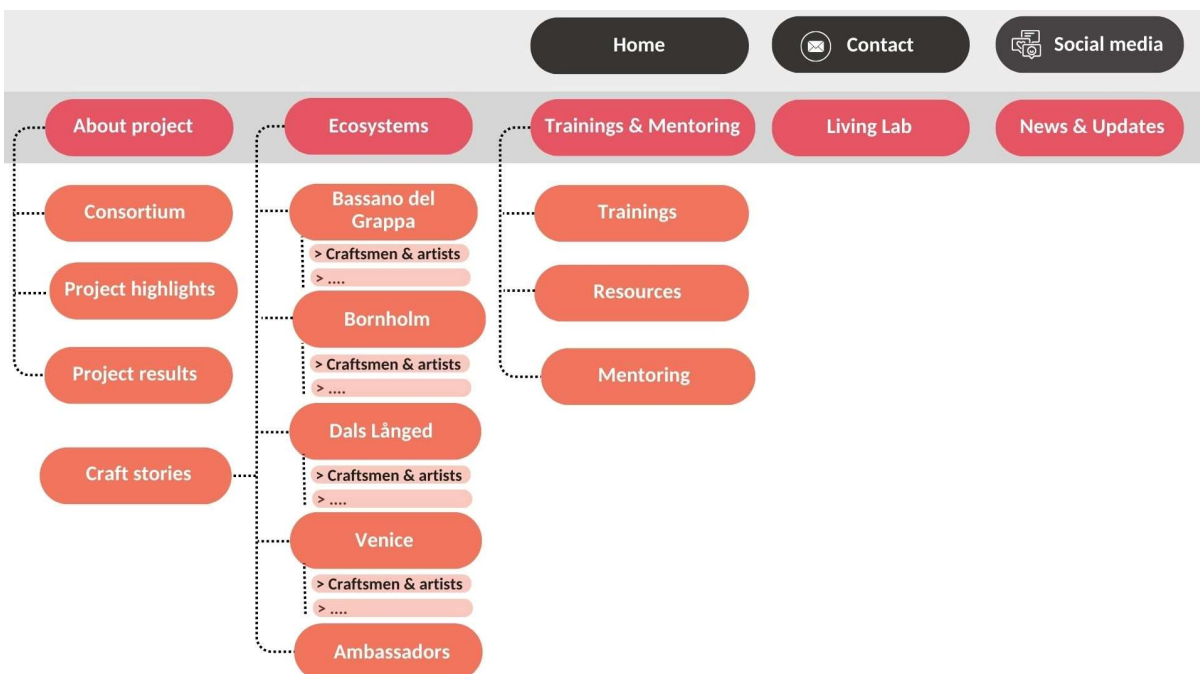 Home
Contact
Social media
About project
Ecosystems
Trainings & Mentoring
Living Lab
News & Updates
Consortium
Project highlights
Project results
Craft stories
Bassano del
Grappa
> Craftsmen & artists
> ....
Bornholm
> Craftsmen & artists
> ....
Dals Långed
> Craftsmen & artists
> ....
Venice
> Craftsmen & artists
> ....
Ambassadors
Trainings
Resources
Mentoring